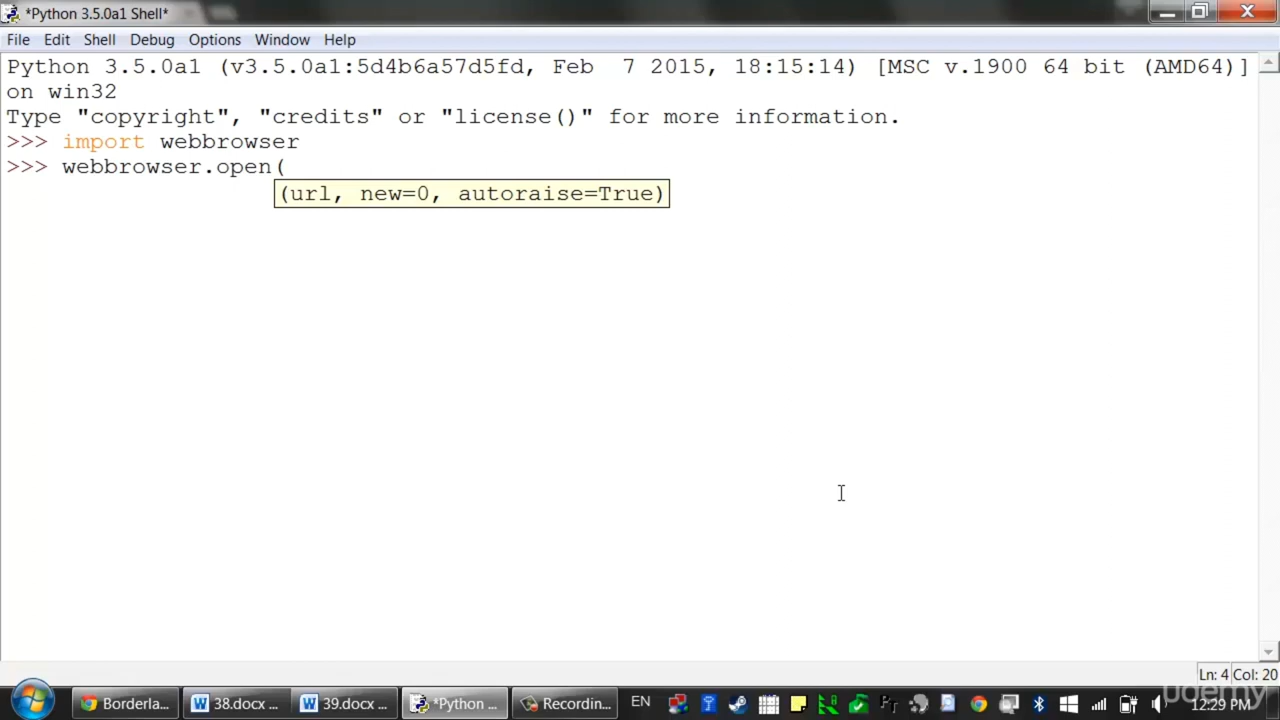 *Python 3.5.0a1 Shell*
File Edit Shell Debug Options Window Help
Python 3.5.0a1 (v3.5.0a1:5d4b6a57d5fd, Feb  7 2015, 18:15:14) [MSC v.1900 64 bit (AMD64)]
on win32
Type "copyright", "credits" or "license()" for more information.
>>> import webbrowser
>>> webbrowser.open(
(url, new=0, autoraise=True)
Ln: 4 Col: 20
Borderla... 38.docx ... 39.docx ... *Python ... Recordin... EN 12:29 PM
udemy